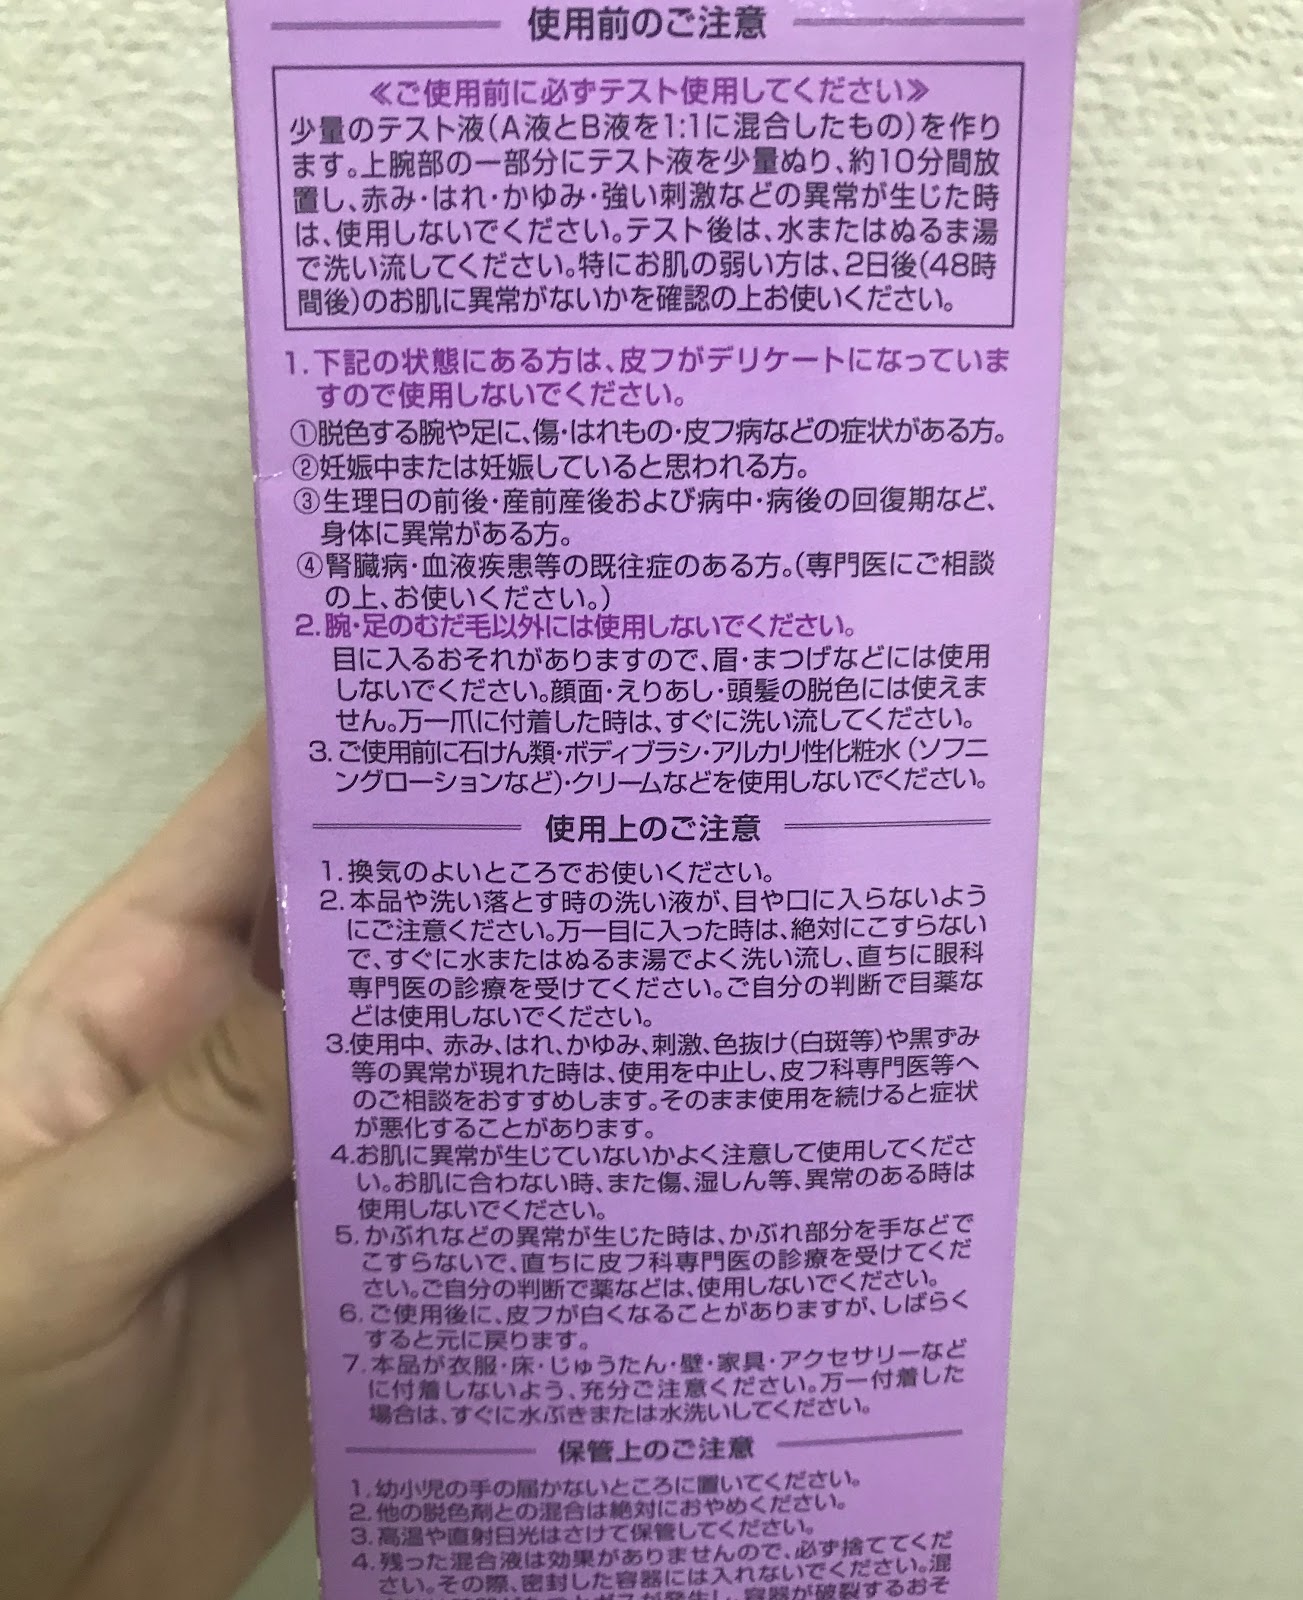 使用前のご注意
≪ご使用前に必ずテスト使用してください≫
少量のテスト液(A液とB液を1:1に混合したもの)を作り
ます。上腕部の一部分にテスト液を少量ぬり、約10分間放
置し、赤み・はれ・かゆみ・強い刺激などの異常が生じた時
は、使用しないでください。テスト後は、水またはぬるま湯
で洗い流してください。特にお肌の弱い方は、2日後(48時
間後)のお肌に異常がないかを確認の上お使いください。
1.下記の状態にある方は、皮フがデリケートになっていま
すので使用しないでください。
①脱色する腕や足に、傷・はれもの・皮フ病などの症状がある方。
②妊娠中または妊娠していると思われる方。
③生理日の前後・産前産後および病中・病後の回復期など、
身体に異常がある方。
④腎臓病・血液疾患等の既往症のある方。(専門医にご相談
の上、お使いください。)
2.腕・足のむだ毛以外には使用しないでください。
目に入るおそれがありますので、眉・まつげなどには使用
しないでください。顔面・えりあし・頭髪の脱色には使えま
せん。万一爪に付着した時は、すぐに洗い流してください。
3.ご使用前に石けん類・ボディブラシ・アルカリ性化粧水(ソフニ
ングローションなど)・クリームなどを使用しないでください。
使用上のご注意
1.換気のよいところでお使いください。
2.本品や洗い落とす時の洗い液が、目や口に入らないよう
にご注意ください。万一目に入った時は、絶対にこすらない
で、すぐに水またはぬるま湯でよく洗い流し、直ちに眼科
専門医の診療を受けてください。ご自分の判断で目薬な
どは使用しないでください。
3.使用中、赤み、はれ、かゆみ、刺激、色抜け(白斑等)や黒ずみ
等の異常が現れた時は、使用を中止し、皮フ科専門医等へ
のご相談をおすすめします。そのまま使用を続けると症状
が悪化することがあります。
4.お肌に異常が生じていないかよく注意して使用してくださ
い。お肌に合わない時、また傷、湿しん等、異常のある時は
使用しないでください。
5.かぶれなどの異常が生じた時は、かぶれ部分を手などで
こすらないで、直ちに皮フ科専門医の診療を受けてくだ
さい。ご自分の判断で薬などは、使用しないでください。
6.ご使用後に、皮フが白くなることがありますが、しばらく
すると元に戻ります。
7.本品が衣服・床・じゅうたん・壁・家具・アクセサリーなど
に付着しないよう、充分ご注意ください。万一付着した
場合は、すぐに水ぶきまたは水洗いしてください。
保管上のご注意
1.幼小児の手の届かないところに置いてください。
2.他の脱色剤との混合は絶対におやめください。
3.高温や直射日光はさけて保管してください。
4.残った混合液は効果がありませんので、必ず捨ててくだ
さい。その際、密封した容器には入れないでください。混
ガスが発生し、容器が破裂するおそ